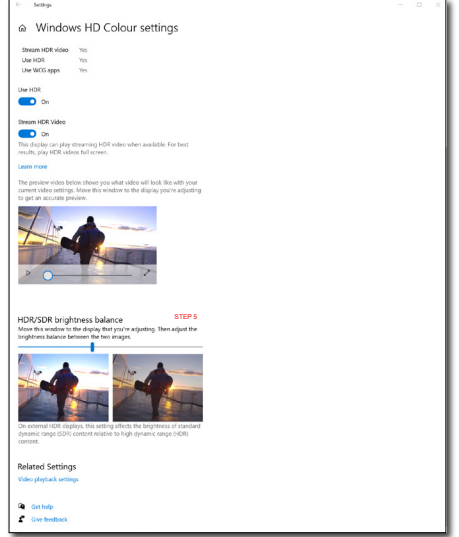 Settings
Windows HD Colour settings
Stream HDR video Yes
Use HDR Yes
Use WCG apps Yes
Use HDR
On
Stream HDR Video
On
This display can play streaming HDR video when available. For best
results, play HDR videos full screen.
Learn more
The preview video below shows you what video will look like with your
current video settings. Move this window to the display you're adjusting
to get an accurate preview.
HDR/SDR brightness balance STEP 5
Move this window to the display that you're adjusting. Then adjust the
brightness balance between the two images.
On external HDR displays, this setting affects the brightness of standard
dynamic range (SDR) content relative to high dynamic range (HDR)
content.
Related Settings
Video playback settings
Get help
Give feedback